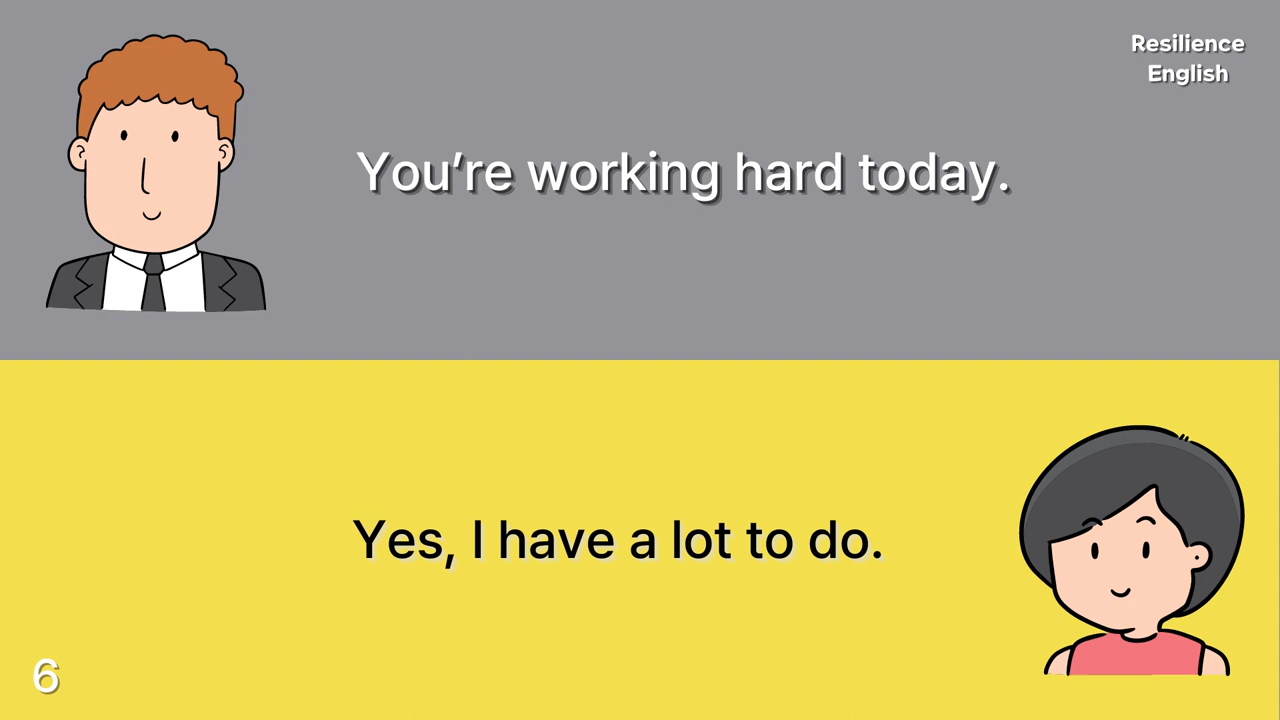 Resilience
English
You’re working hard today.
Yes, I have a lot to do.
6